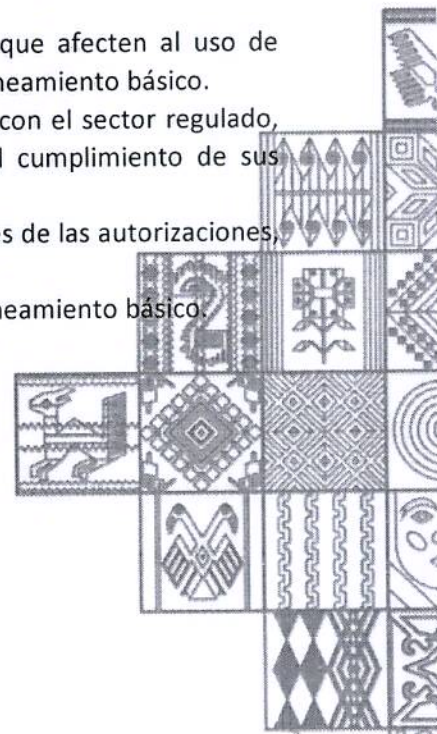 que afecten al uso de
neamiento básico.
con el sector regulado,
l cumplimiento de sus
es de las autorizaciones,
neamiento básico.